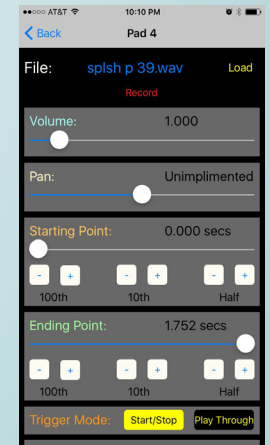 AT&T 10:10 PM
Back Pad 4
File: splsh p 39.wav Load
Record
Volume: 1.000
Pan: Unimplimented
Starting Point: 0.000 secs
- + - + - +
100th 10th Half
Ending Point: 1.752 secs
- + - + - +
100th 10th Half
Trigger Mode: Start/Stop Play Through